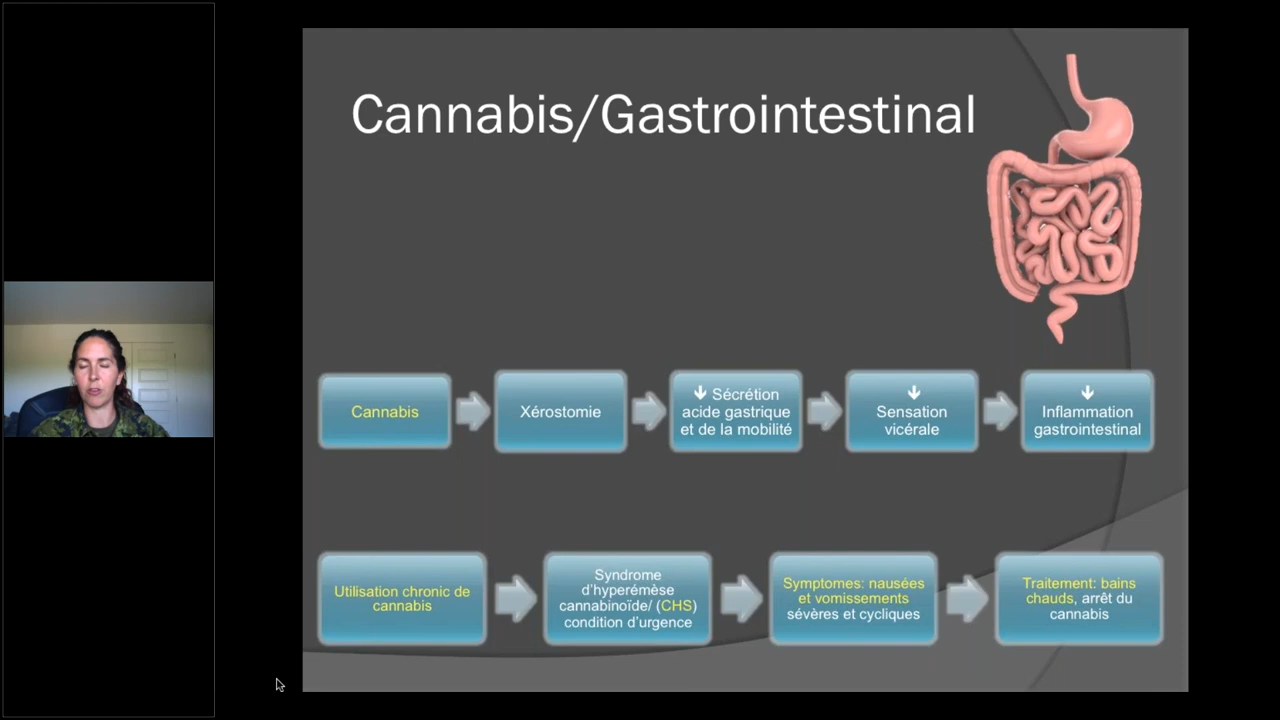 Cannabis/Gastrointestinal
Cannabis
Xérostomie
↓ Sécrétion
acide gastrique
et de la mobilité
↓
Sensation
vicérale
↓
Inflammation
gastrointestinal
Utilisation chronic de
cannabis
Syndrome
d'hyperémèse
cannabinoïde/ (CHS)
condition d'urgence
Symptomes: nausées
et vomissements
sévères et cycliques
Traitement: bains
chauds, arrêt du
cannabis